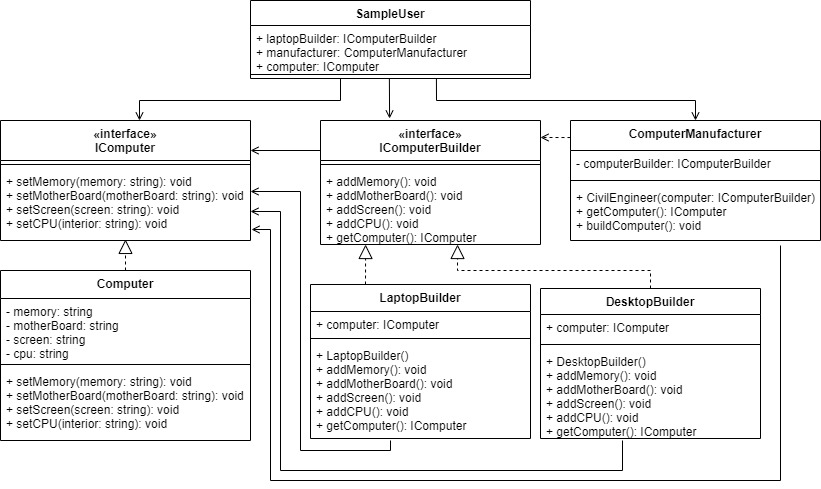 SampleUser
+ laptopBuilder: IComputerBuilder
+ manufacturer: ComputerManufacturer
+ computer: IComputer
«interface»
IComputer
+ setMemory(memory: string): void
+ setMotherBoard(motherBoard: string): void
+ setScreen(screen: string): void
+ setCPU(interior: string): void
«interface»
IComputerBuilder
+ addMemory(): void
+ addMotherBoard(): void
+ addScreen(): void
+ addCPU(): void
+ getComputer(): IComputer
ComputerManufacturer
- computerBuilder: IComputerBuilder
+ CivilEngineer(computer: IComputerBuilder)
+ getComputer(): IComputer
+ buildComputer(): void
Computer
- memory: string
- motherBoard: string
- screen: string
- cpu: string
+ setMemory(memory: string): void
+ setMotherBoard(motherBoard: string): void
+ setScreen(screen: string): void
+ setCPU(interior: string): void
LaptopBuilder
+ computer: IComputer
+ LaptopBuilder()
+ addMemory(): void
+ addMotherBoard(): void
+ addScreen(): void
+ addCPU(): void
+ getComputer(): IComputer
DesktopBuilder
+ computer: IComputer
+ DesktopBuilder()
+ addMemory(): void
+ addMotherBoard(): void
+ addScreen(): void
+ addCPU(): void
+ getComputer(): IComputer